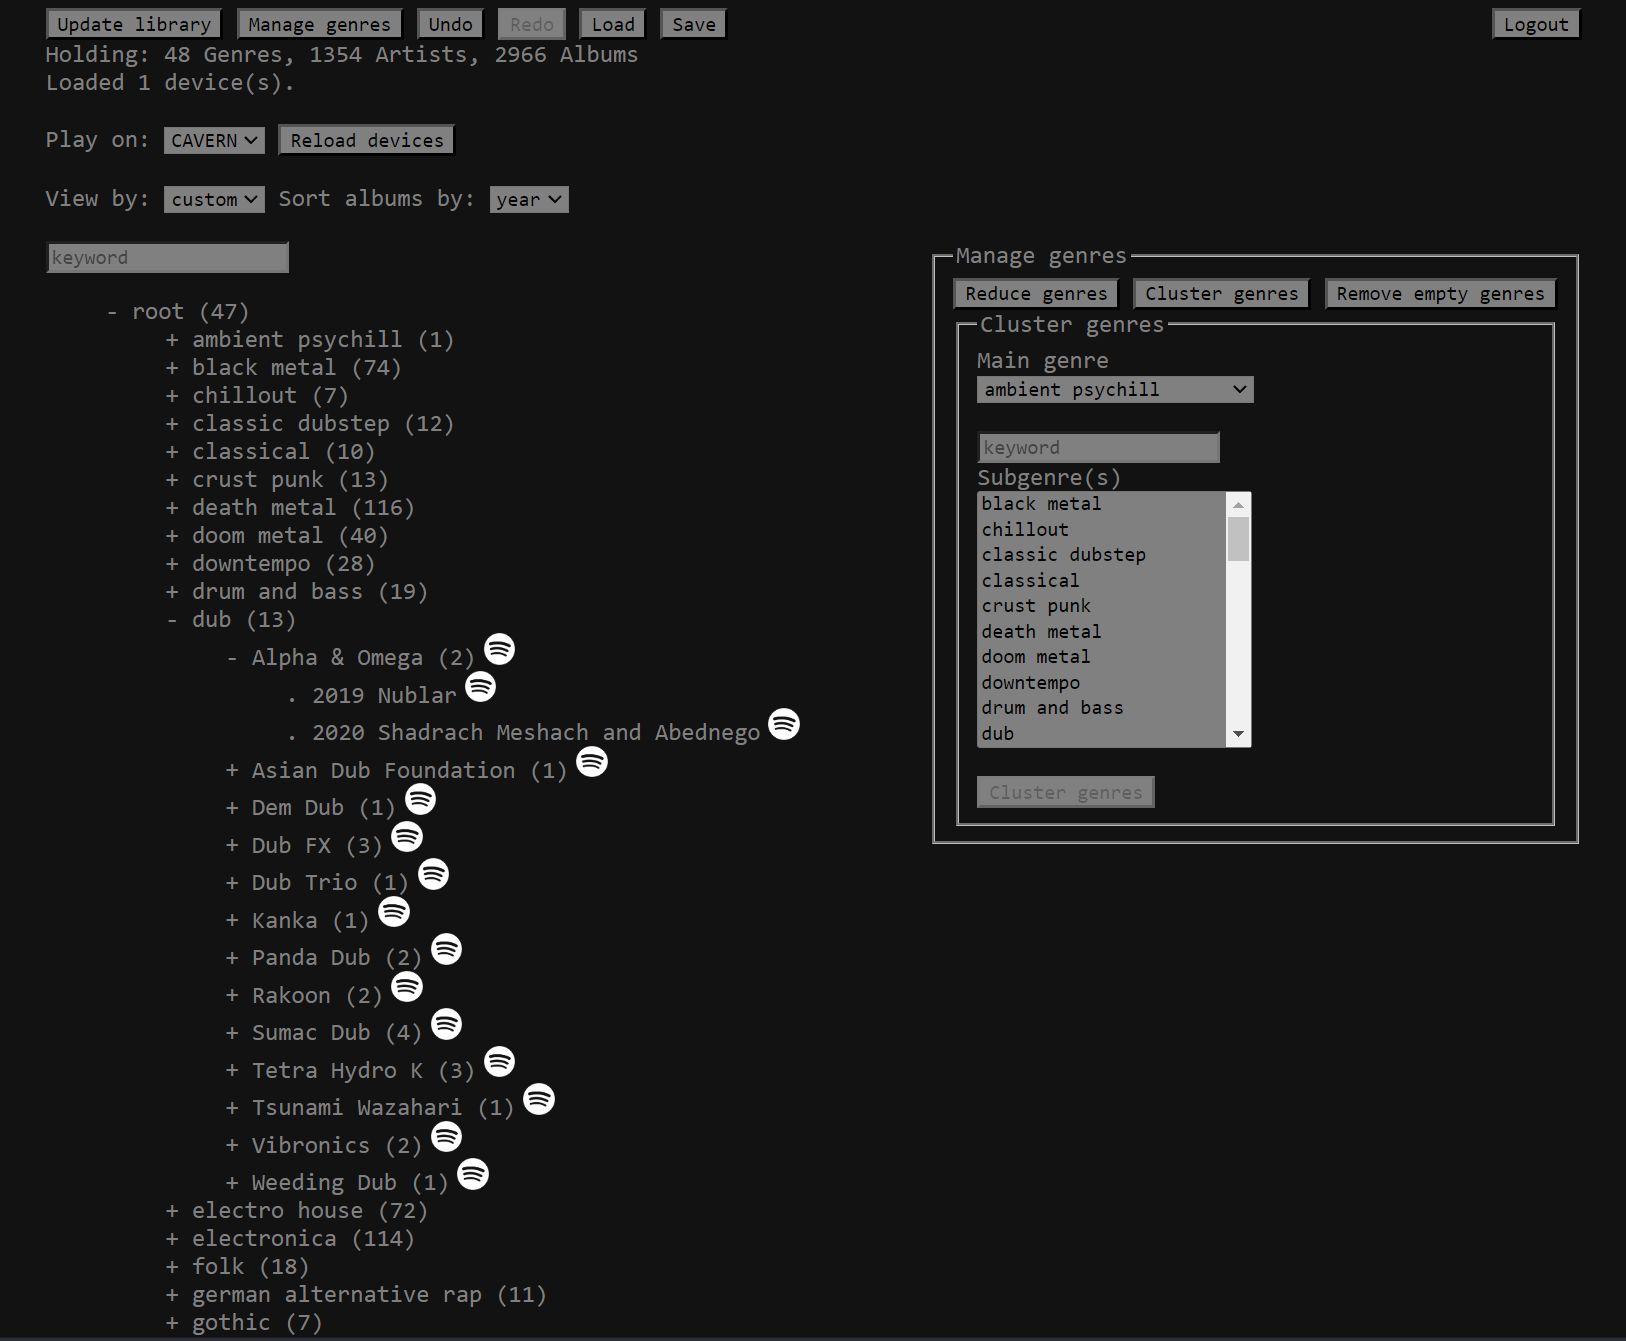 Update library Manage genres Undo Redo Load Save Logout
Holding: 48 Genres, 1354 Artists, 2966 Albums
Loaded 1 device(s).
Play on: CAVERN Reload devices
View by: custom Sort albums by: year
keyword
- root (47)
+ ambient psychill (1)
+ black metal (74)
+ chillout (7)
+ classic dubstep (12)
+ classical (10)
+ crust punk (13)
+ death metal (116)
+ doom metal (40)
+ downtempo (28)
+ drum and bass (19)
- dub (13)
- Alpha & Omega (2)
. 2019 Nublar
. 2020 Shadrach Meshach and Abednego
+ Asian Dub Foundation (1)
+ Dem Dub (1)
+ Dub FX (3)
+ Dub Trio (1)
+ Kanka (1)
+ Panda Dub (2)
+ Rakoon (2)
+ Sumac Dub (4)
+ Tetra Hydro K (3)
+ Tsunami Wazahari (1)
+ Vibronics (2)
+ Weeding Dub (1)
+ electro house (72)
+ electronica (114)
+ folk (18)
+ german alternative rap (11)
+ gothic (7)
Manage genres
Reduce genres Cluster genres Remove empty genres
Cluster genres
Main genre
ambient psychill
keyword
Subgenre(s)
black metal
chillout
classic dubstep
classical
crust punk
death metal
doom metal
downtempo
drum and bass
dub
Cluster genres